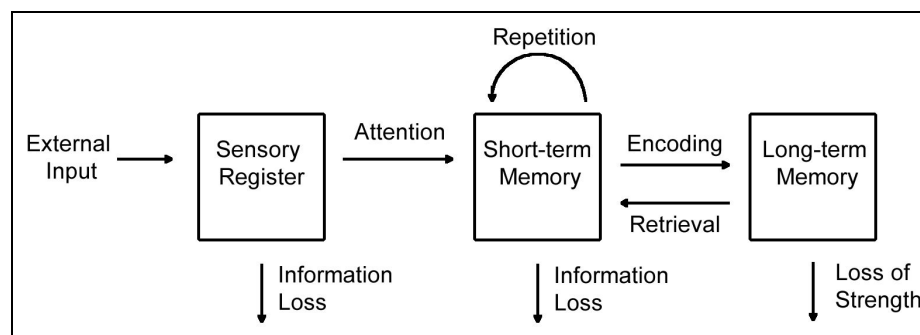 Repetition
External
Input
Sensory
Register
Attention
Short-term
Memory
Encoding
Retrieval
Long-term
Memory
Information
Loss
Information
Loss
Loss of
Strength